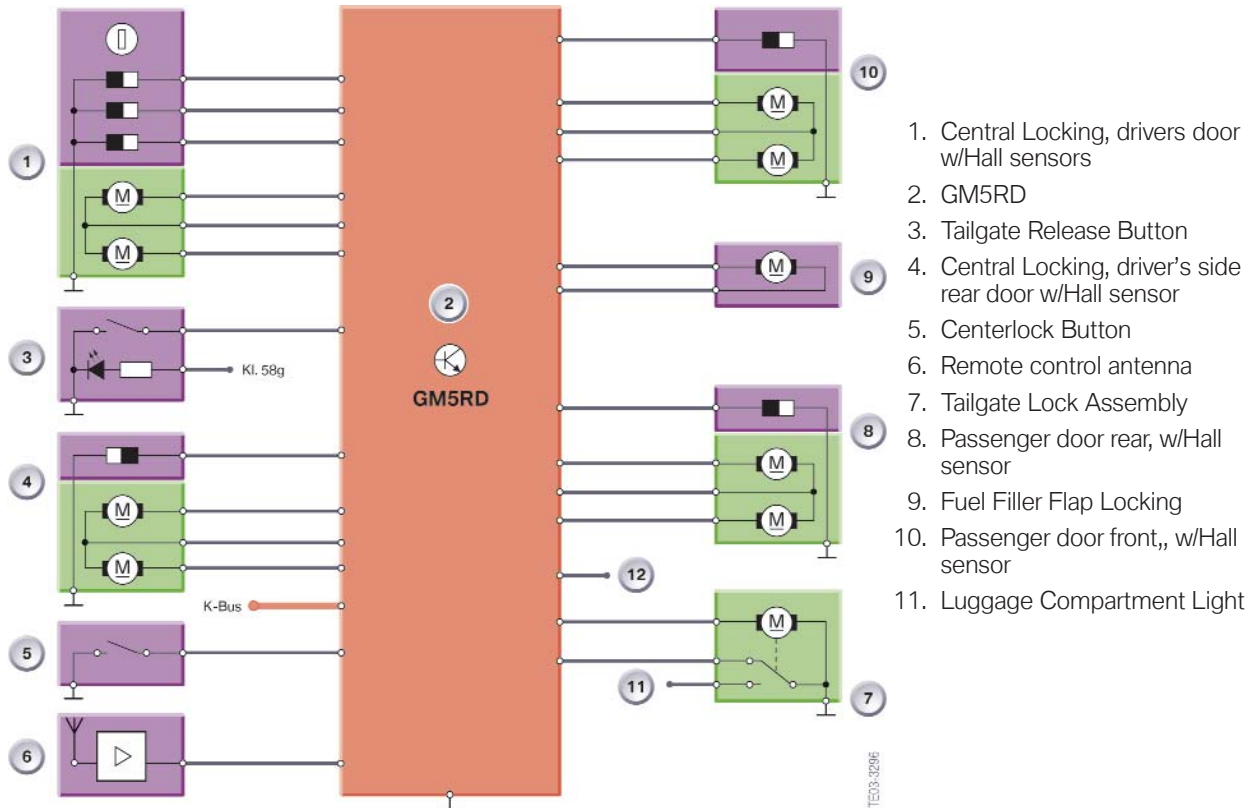 1
3
4
5
6
M
M
Kl. 58g
M
M
K-Bus
2
GM5RD
M
M
M
M
M
12
M
11
10
9
8
7
TE03-3296
1. Central Locking, drivers door
w/Hall sensors
2. GM5RD
3. Tailgate Release Button
4. Central Locking, driver's side
rear door w/Hall sensor
5. Centerlock Button
6. Remote control antenna
7. Tailgate Lock Assembly
8. Passenger door rear, w/Hall
sensor
9. Fuel Filler Flap Locking
10. Passenger door front,, w/Hall
sensor
11. Luggage Compartment Light